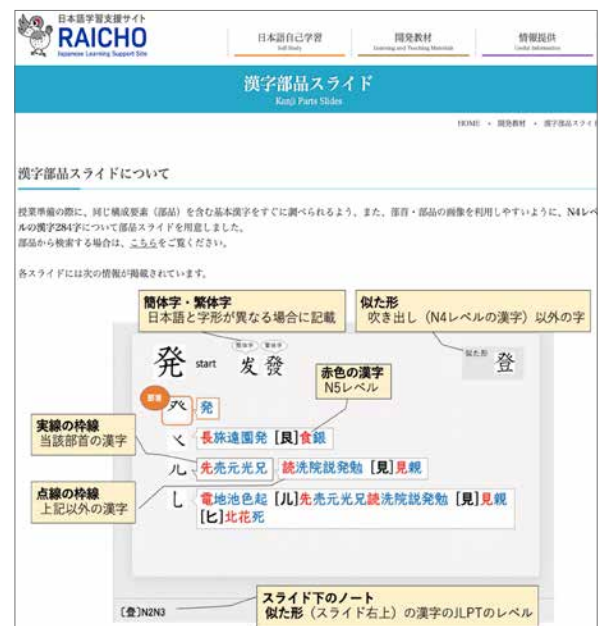 日本語学習支援サイト
RAICHO
Japanese Learning Support Site
日本語自己学習
Self Study
開発教材
Learning and Teaching Materials
情報提供
Useful Information
漢字部品スライド
Kanji Parts Slides
HOME • 開発教材 • 漢字部品スライド
漢字部品スライドについて
授業準備の際に、同じ構成要素（部品）を含む基本漢字をすぐに調べられるよう、また、部首・部品の画像を利用しやすいように、N4レベ
ルの漢字284字について部品スライドを用意しました。
部品から検索する場合は、こちらをご覧ください。
各スライドには次の情報が掲載されています。
簡体字・繁体字
日本語と字形が異なる場合に記載
似た形
吹き出し（N4レベルの漢字）以外の字
発 start 发 發
簡体字 繁体字
似た形 登
赤色の漢字
N5レベル
部首
癶 発
実線の枠線
当該部首の漢字
長旅遠園発 [艮]食銀
儿 先売元光兄 読洗院説発勉 [見]見親
点線の枠線
上記以外の漢字
乚 電地池色起 [儿]先売元光兄読洗院説発勉 [見]見親
[ヒ]北花死
スライド下のノート
似た形（スライド右上）の漢字のJLPTのレベル
[登]N2N3